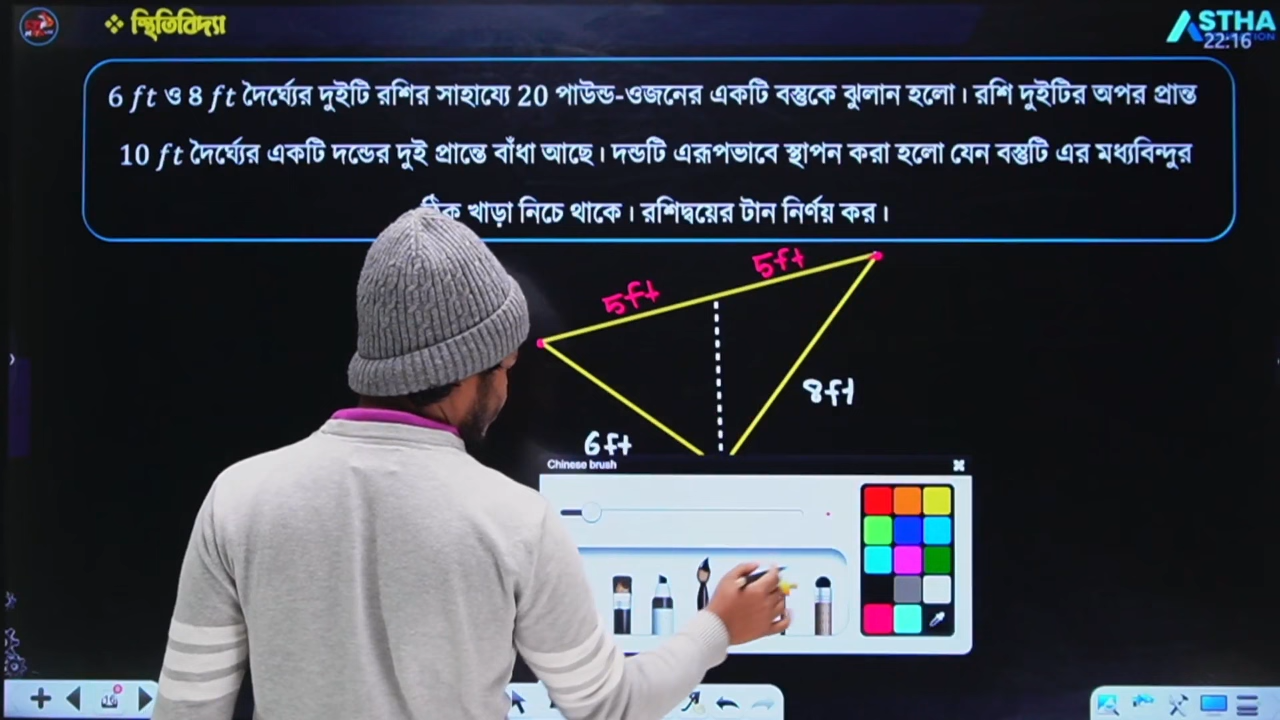 ❖ স্থিতিবিদ্যা
ASTHA
22:16
6 ft ও 8 ft দৈর্ঘ্যের দুইটি রশির সাহায্যে 20 পাউন্ড-ওজনের একটি বস্তুকে ঝুলান হলো। রশি দুইটির অপর প্রান্ত
10 ft দৈর্ঘ্যের একটি দন্ডের দুই প্রান্তে বাঁধা আছে। দন্ডটি এরূপভাবে স্থাপন করা হলো যেন বস্তুটি এর মধ্যবিন্দুর
ঠিক খাড়া নিচে থাকে। রশিদ্বয়ের টান নির্ণয় কর।
5ft
5ft
8ft
6ft
Chinese brush